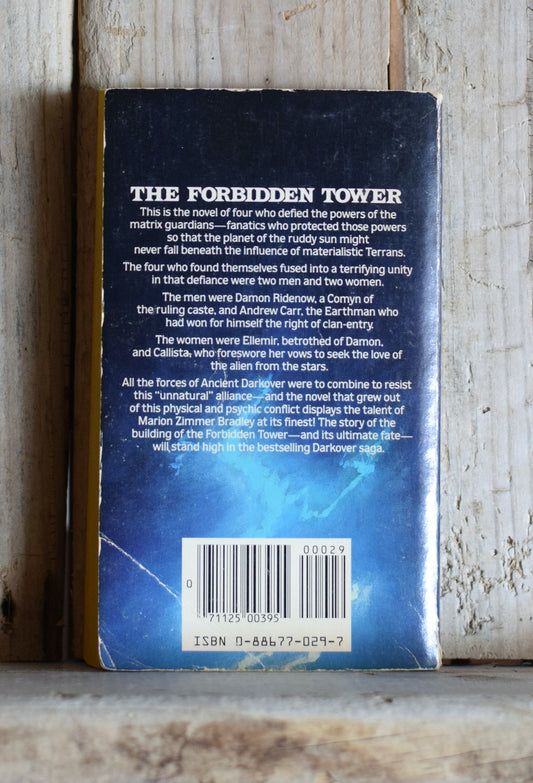 THE FORBIDDEN TOWER
This is the novel of four who defied the powers of the
matrix guardians—fanatics who protected those powers
so that the planet of the ruddy sun might
never fall beneath the influence of materialistic Terrans.
The four who found themselves fused into a terrifying unity
in that defiance were two men and two women.
The men were Damon Ridenow, a Comyn of
the ruling caste, and Andrew Carr, the Earthman who
had won for himself the right of clan-entry.
The women were Ellemir, betrothed of Damon,
and Callista, who foreswore her vows to seek the love of
the alien from the stars.
All the forces of Ancient Darkover were to combine to resist
this "unnatural" alliance—and the novel that grew out
of this physical and psychic conflict displays the talent of
Marion Zimmer Bradley at its finest! The story of the
building of the Forbidden Tower—and its ultimate fate—
will stand high in the bestselling Darkover saga.
00029
0
71125 00395
ISBN 0-88677-029-7